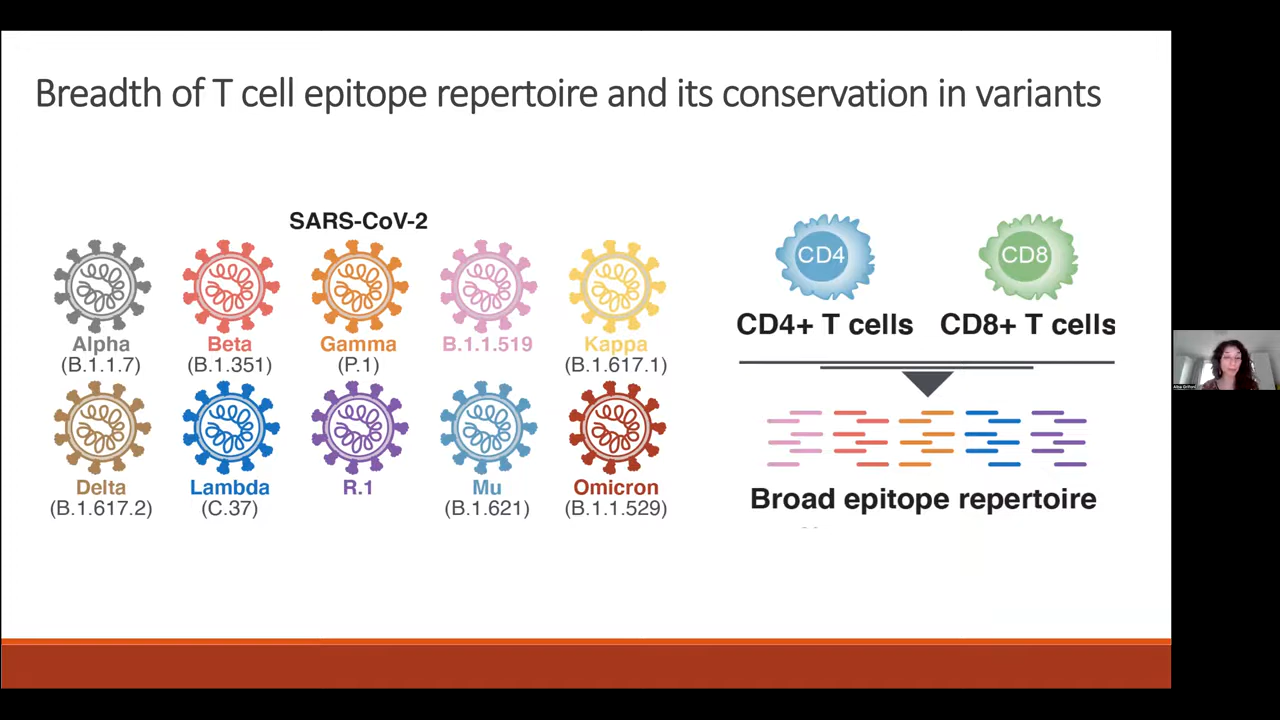 Breadth of T cell epitope repertoire and its conservation in variants
SARS-CoV-2
Alpha
(B.1.1.7)
Beta
(B.1.351)
Gamma
(P.1)
B.1.1.519
Kappa
(B.1.617.1)
Delta
(B.1.617.2)
Lambda
(C.37)
R.1
Mu
(B.1.621)
Omicron
(B.1.1.529)
CD4
CD8
CD4+ T cells
CD8+ T cells
Broad epitope repertoire